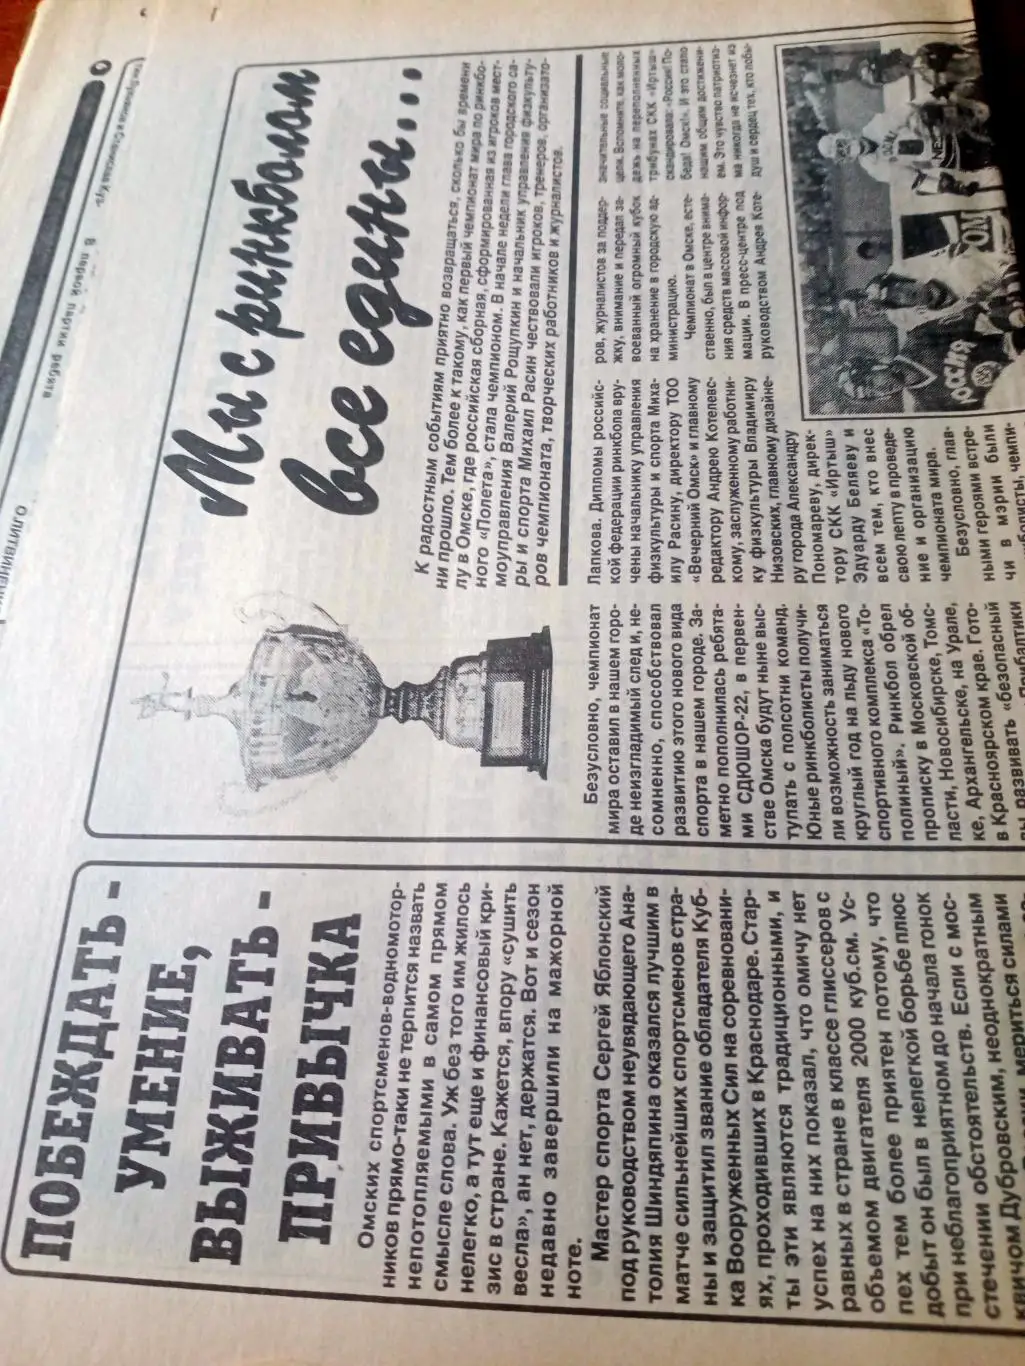 ПОБЕЖДАТЬ -
УМЕНИЕ,
ВЫЖИВАТЬ -
ПРИВЫЧКА
Омских спортсменов-водномотор-
ников прямо-таки не терпится назвать
непотопляемыми в самом прямом
смысле слова. Уж без того им жилось
нелегко, а тут еще и финансовый кри-
зис в стране. Кажется, впору «сушить
весла», ан нет, держатся. Вот и сезон
недавно завершили на мажорной
ноте.
Мастер спорта Сергей Яблонский
под руководством неувядающего Ана-
толия Шиндяпина оказался лучшим в
матче сильнейших спортсменов стра-
ны и защитил звание обладателя Куб-
ка Вооруженных Сил на соревновани-
ях, проходивших в Краснодаре. Стар-
ты эти являются традиционными, и
успех на них показал, что омичу нет
равных в стране в классе глиссеров с
объемом двигателя 2000 куб.см. Ус-
пех тем более приятен потому, что
добыт он был в нелегкой борьбе плюс
при неблагоприятном до начала гонок
стечении обстоятельств. Если с мос-
квичом Дубровским, неоднократным
мериться силами
Мы с ринкболом
все едины...
К радостным событиям приятно возвращаться, сколько бы времени
ни прошло. Тем более к такому, как первый чемпионат мира по ринкбо-
лу в Омске, где российская сборная, сформированная из игроков мест-
ного «Полета», стала чемпионом. В начале недели глава городского са-
моуправления Валерий Рощупкин и начальник управления физкульту-
ры и спорта Михаил Расин чествовали игроков, тренеров, организато-
ров чемпионата, творческих работников и журналистов.
Безусловно, чемпионат
мира оставил в нашем горо-
де неизгладимый след и, не-
сомненно, способствовал
развитию этого нового вида
спорта в нашем городе. За-
метно пополнилась ребята-
ми СДЮШОР-22, в первен-
стве Омска будут ныне выс-
тупать с полсотни команд.
Юные ринкболисты получи-
ли возможность заниматься
круглый год на льду нового
спортивного комплекса «То-
полиный». Ринкбол обрел
прописку в Московской об-
ласти, Новосибирске, Томс-
ке, Архангельске, на Урале,
в Красноярском крае. Гото-
развивать «безопасный
Прибалтики
Лапкова. Дипломы российс-
кой федерации ринкбола вру-
чены начальнику управления
физкультуры и спорта Миха-
илу Расину, директору ТОО
«Вечерний Омск» и главному
редактору Андрею Котелевс-
кому, заслуженному работни-
ку физкультуры Владимиру
Низовских, главному дизайне-
ру города Александру
Пономареву, дирек-
тору СКК «Иртыш»
Эдуарду Беляеву и
всем тем, кто внес
свою лепту в проведе-
ние и организацию
чемпионата мира.
Безусловно, глав-
ными героями встре-
чи в мэрии были
чемпи-
ров, журналистов за поддер-
жку, внимание и передал за-
воеванный огромный кубок
на хранение в городскую ад-
министрацию.
Чемпионат в Омске, есте-
ственно, был в центре внима-
ния средств массовой инфор-
мации. В пресс-центре под
руководством Андрея Коте-
значительные социальные
цели. Вспомните, как моло-
дежь на переполненных
трибунах СКК «Иртыш»
скандировала: «Россия! По-
беда! Омск!». И это стало
нашим общим достижени-
ем. Это чувство патриотиз-
ма никогда не исчезнет из
душ и сердец тех, кто побы-
РОССИЯ
ОМ
В первой партии ребята